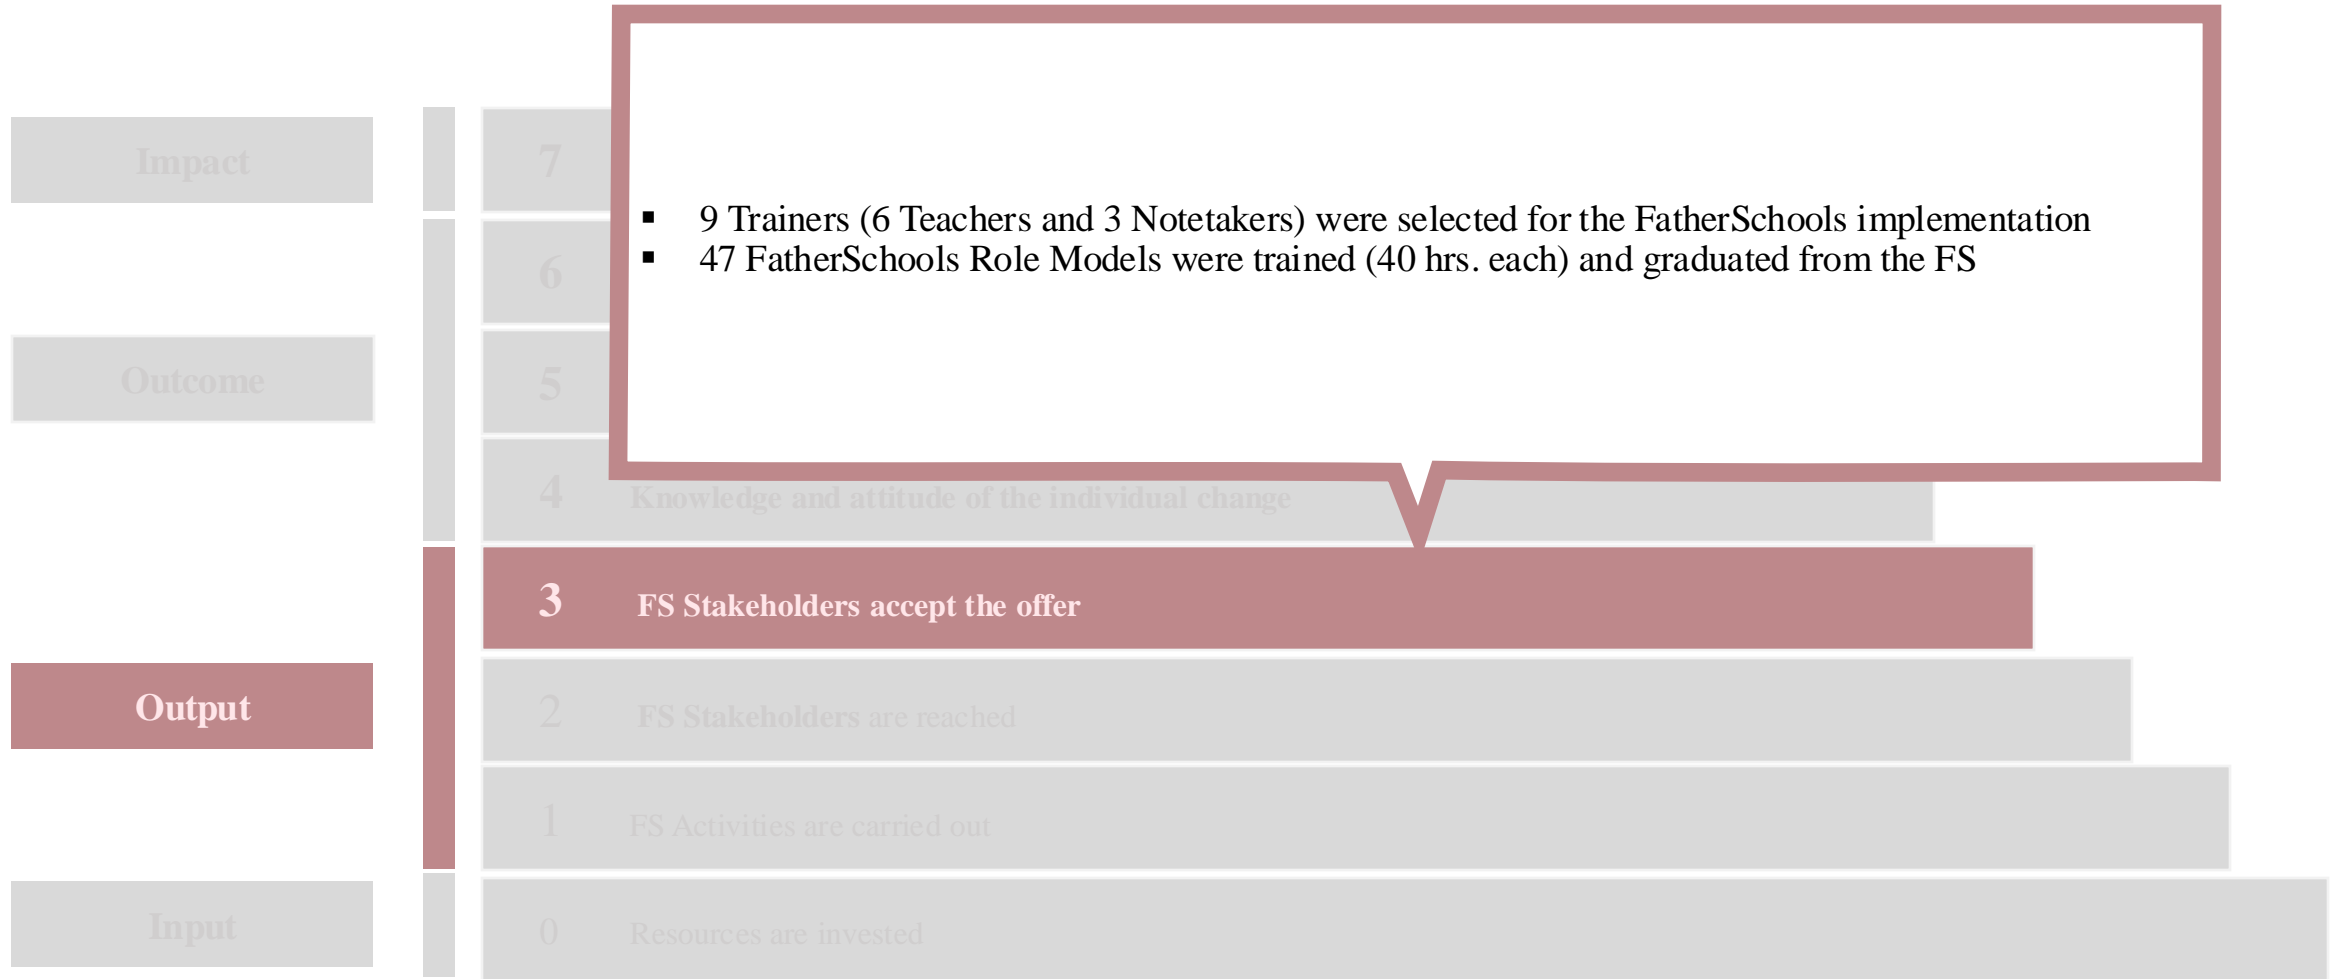 ▪ 9 Trainers (6 Teachers and 3 Notetakers) were selected for the FatherSchools implementation
▪ 47 FatherSchools Role Models were trained (40 hrs. each) and graduated from the FS
Impact
7
6
Outcome
5
4 Knowledge and attitude of the individual change
3 FS Stakeholders accept the offer
Output
2 FS Stakeholders are reached
1 FS Activities are carried out
Input
0 Resources are invested